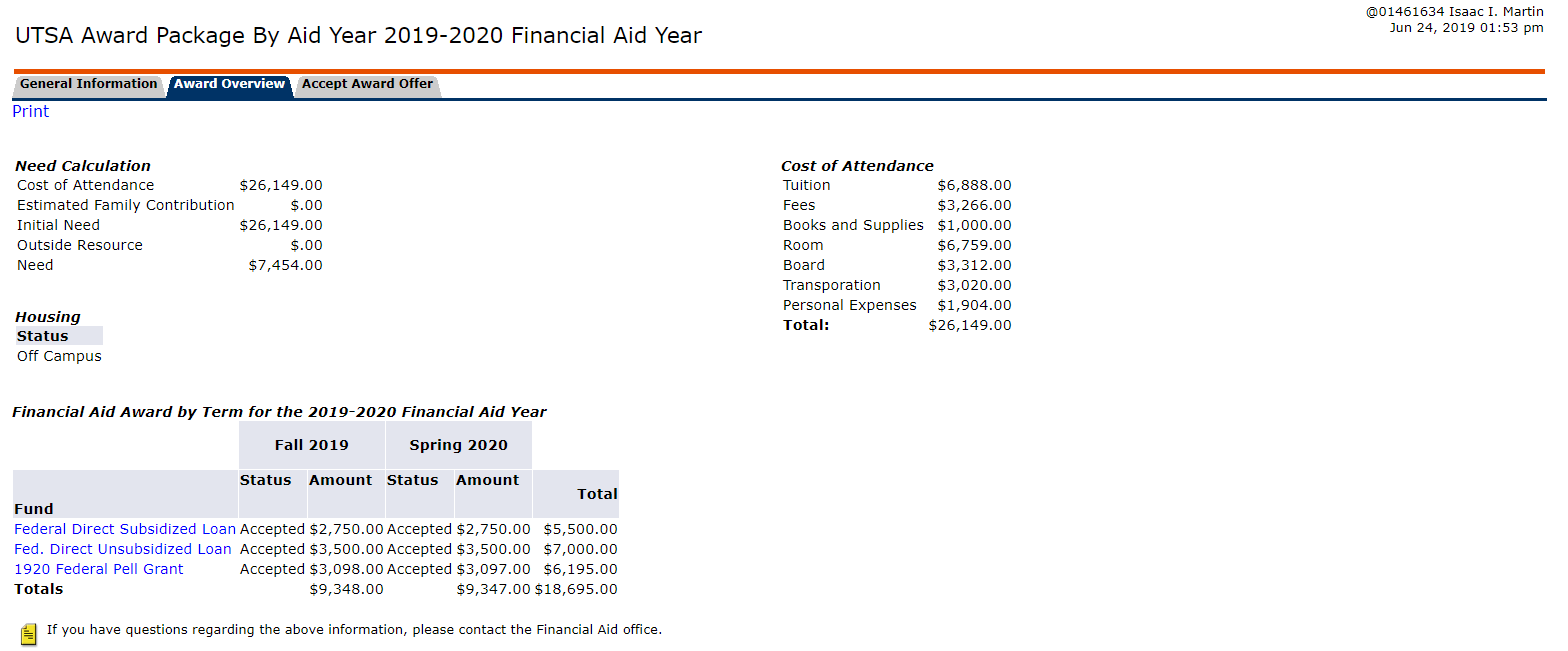 @01461634 Isaac I. Martin
Jun 24, 2019 01:53 pm
UTSA Award Package By Aid Year 2019-2020 Financial Aid Year
General Information Award Overview Accept Award Offer
Print
Need Calculation
Cost of Attendance $26,149.00
Estimated Family Contribution $.00
Initial Need $26,149.00
Outside Resource $.00
Need $7,454.00
Housing
Status
Off Campus
Cost of Attendance
Tuition $6,888.00
Fees $3,266.00
Books and Supplies $1,000.00
Room $6,759.00
Board $3,312.00
Transporation $3,020.00
Personal Expenses $1,904.00
Total: $26,149.00
Financial Aid Award by Term for the 2019-2020 Financial Aid Year
Fall 2019 Spring 2020
Fund Status Amount Status Amount Total
Federal Direct Subsidized Loan Accepted $2,750.00 Accepted $2,750.00 $5,500.00
Fed. Direct Unsubsidized Loan Accepted $3,500.00 Accepted $3,500.00 $7,000.00
1920 Federal Pell Grant Accepted $3,098.00 Accepted $3,097.00 $6,195.00
Totals $9,348.00 $9,347.00 $18,695.00
If you have questions regarding the above information, please contact the Financial Aid office.